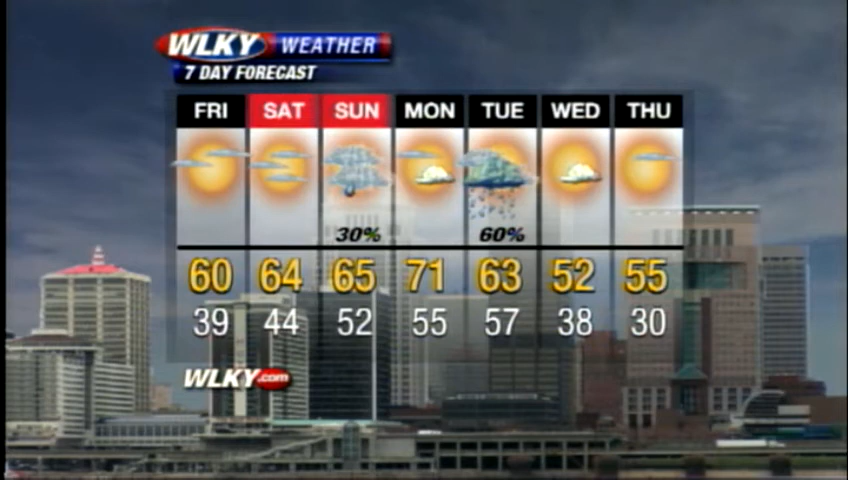 WLKY WEATHER
7 DAY FORECAST
FRI SAT SUN MON TUE WED THU
30% 60%
60 64 65 71 63 52 55
39 44 52 55 57 38 30
WLKY.com